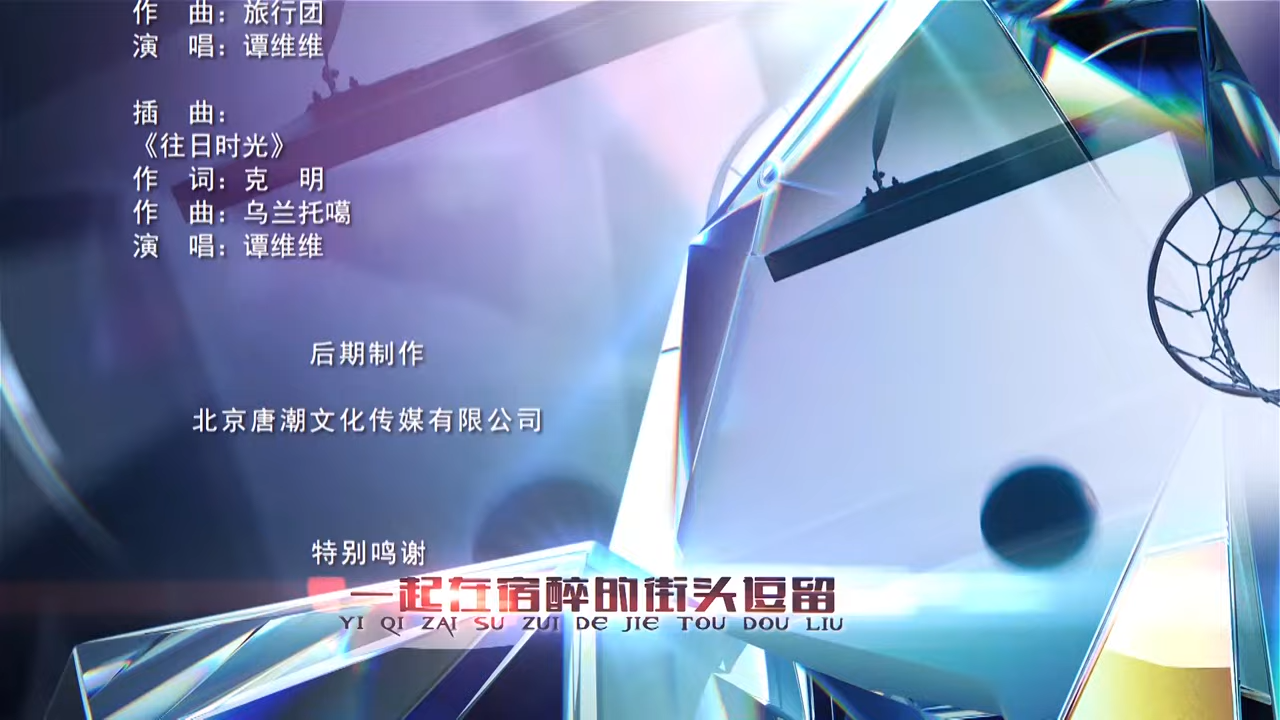 作 曲：旅行团
演 唱：谭维维
插 曲：
《往日时光》
作 词：克 明
作 曲：乌兰托噶
演 唱：谭维维
后期制作
北京唐潮文化传媒有限公司
特别鸣谢
一起在宿醉的街头逗留
YI QI ZAI SU ZUI DE JIE TOU DOU LIU